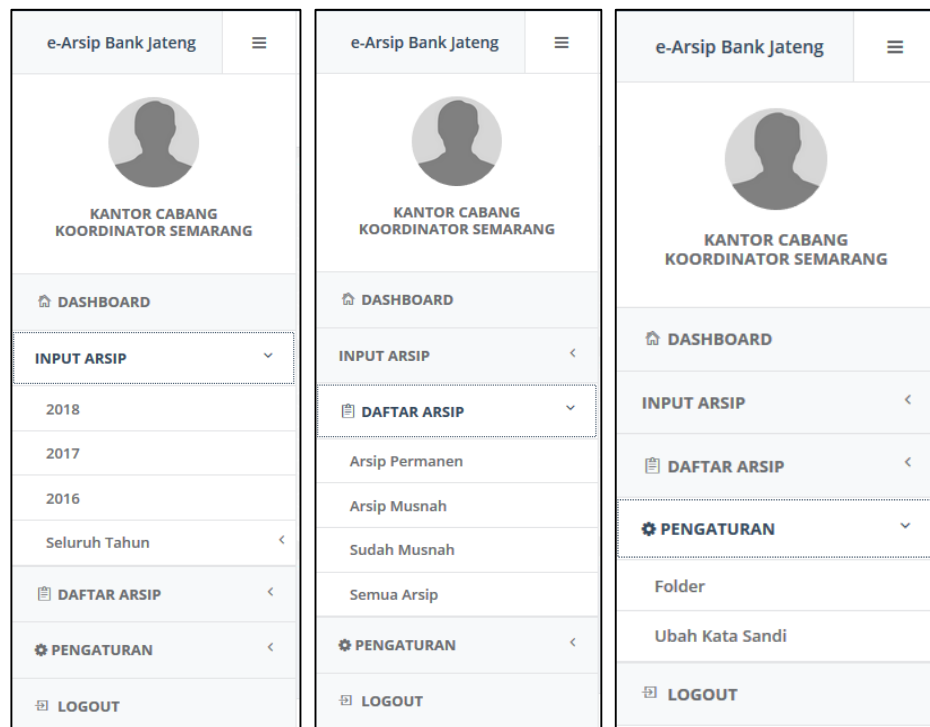 e-Arsip Bank Jateng
KANTOR CABANG
KOORDINATOR SEMARANG
DASHBOARD
INPUT ARSIP
2018
2017
2016
Seluruh Tahun
DAFTAR ARSIP
PENGATURAN
LOGOUT
e-Arsip Bank Jateng
KANTOR CABANG
KOORDINATOR SEMARANG
DASHBOARD
INPUT ARSIP
DAFTAR ARSIP
Arsip Permanen
Arsip Musnah
Sudah Musnah
Semua Arsip
PENGATURAN
LOGOUT
e-Arsip Bank Jateng
KANTOR CABANG
KOORDINATOR SEMARANG
DASHBOARD
INPUT ARSIP
DAFTAR ARSIP
PENGATURAN
Folder
Ubah Kata Sandi
LOGOUT